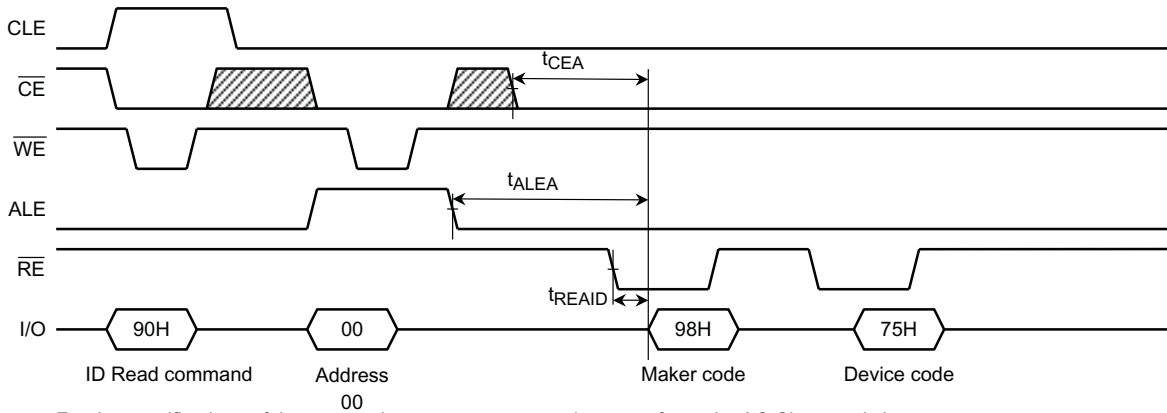 CLE
tCEA
CE
WE
tALEA
ALE
RE
tREAID
I/O 90H 00 98H 75H
ID Read command Address Maker code Device code
00